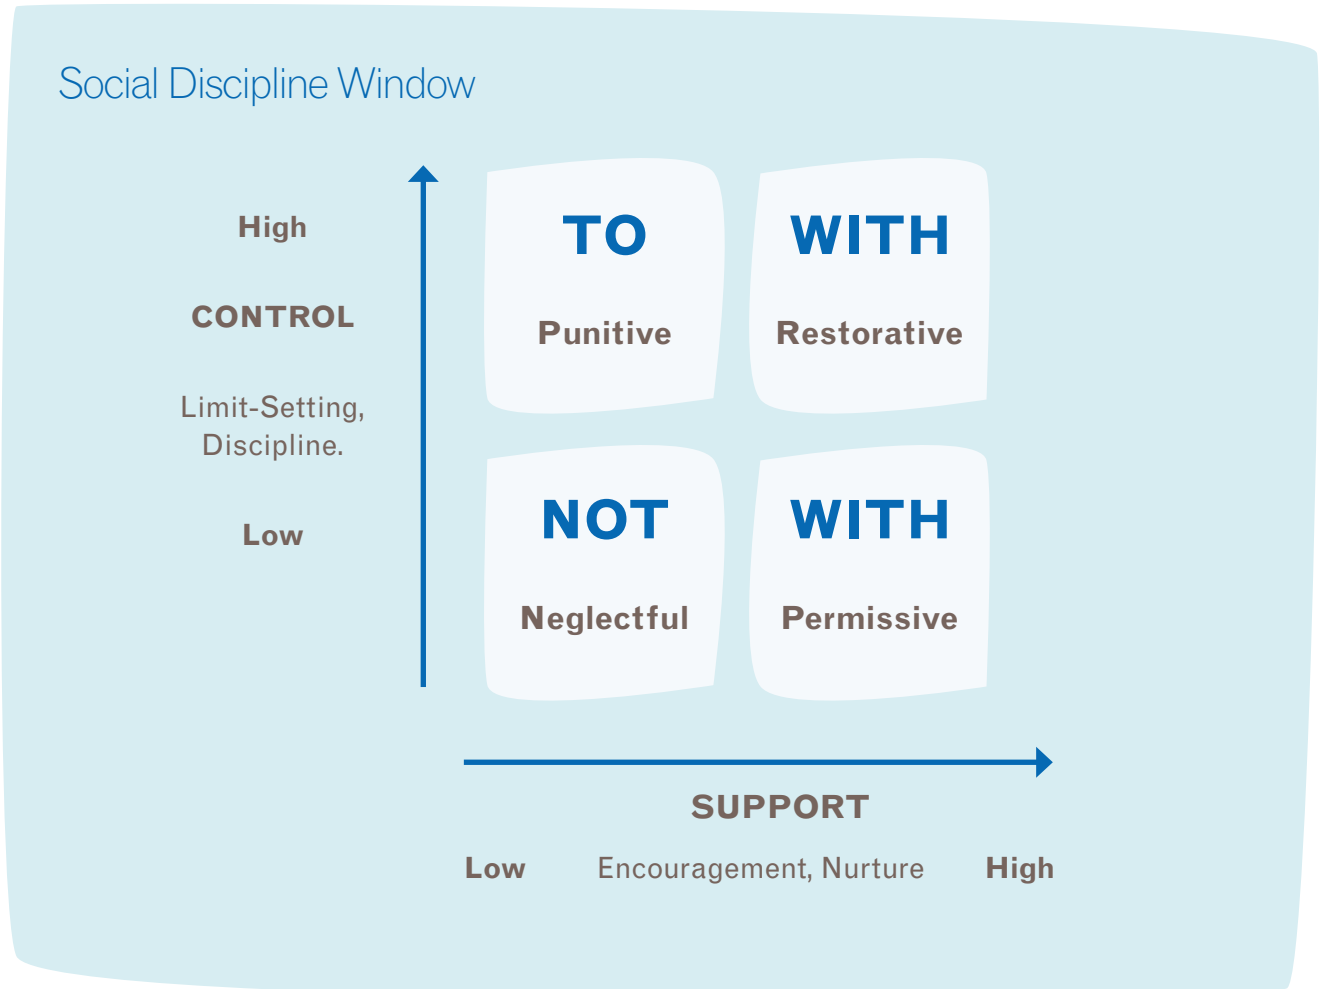 Social Discipline Window
High
CONTROL
Limit-Setting,
Discipline.
Low
TO
Punitive
WITH
Restorative
NOT
Neglectful
WITH
Permissive
SUPPORT
Low
Encouragement, Nurture
High